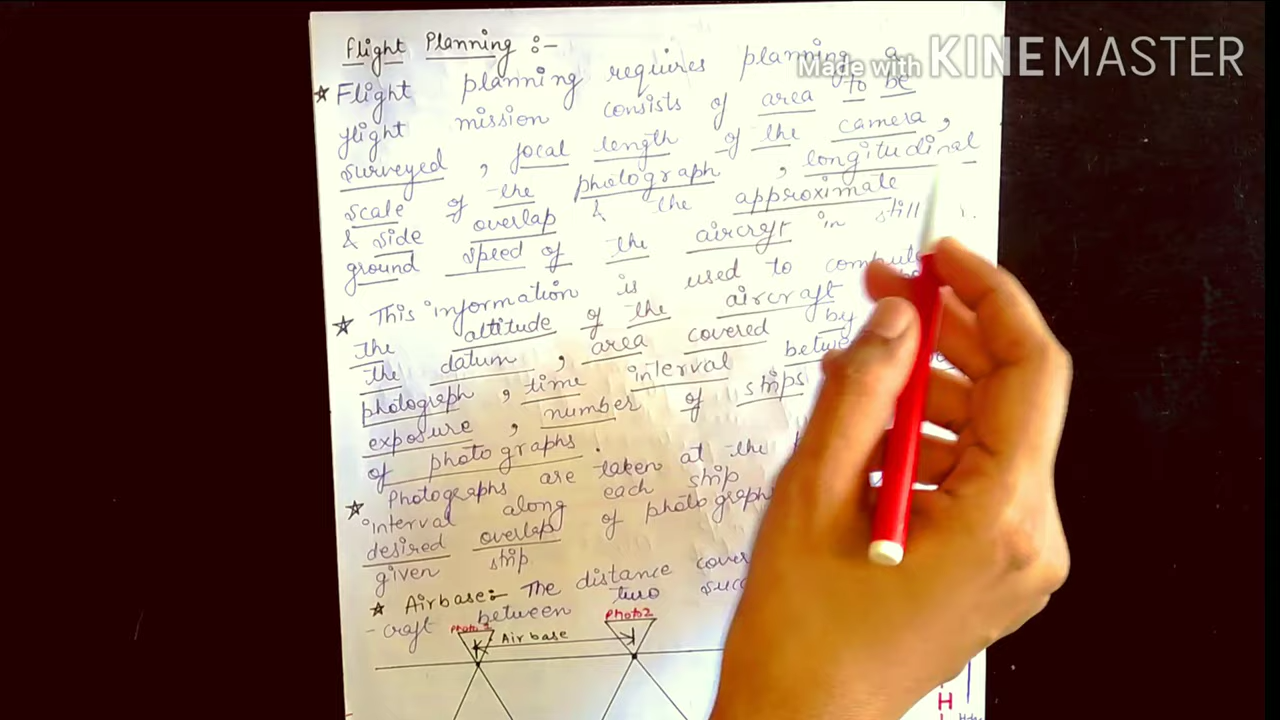 Flight Planning :-
Made with KINEMASTER
★ Flight planning requires planning a
flight mission consists of area to be
surveyed , focal length of the camera,
scale of the photograph , longitudinal
& side overlap & the approximate
ground speed of the aircraft in still
★ This information is used to compute
the altitude of the aircraft
the datum , area covered by
photograph , time interval between
exposure , number of strips
of photographs .
★ Photographs are taken at the
interval along each strip
desired overlap of photographs
given strip
★ Airbase:- The distance cover
-craft between two succ
Photo 1 Air base Photo2
H